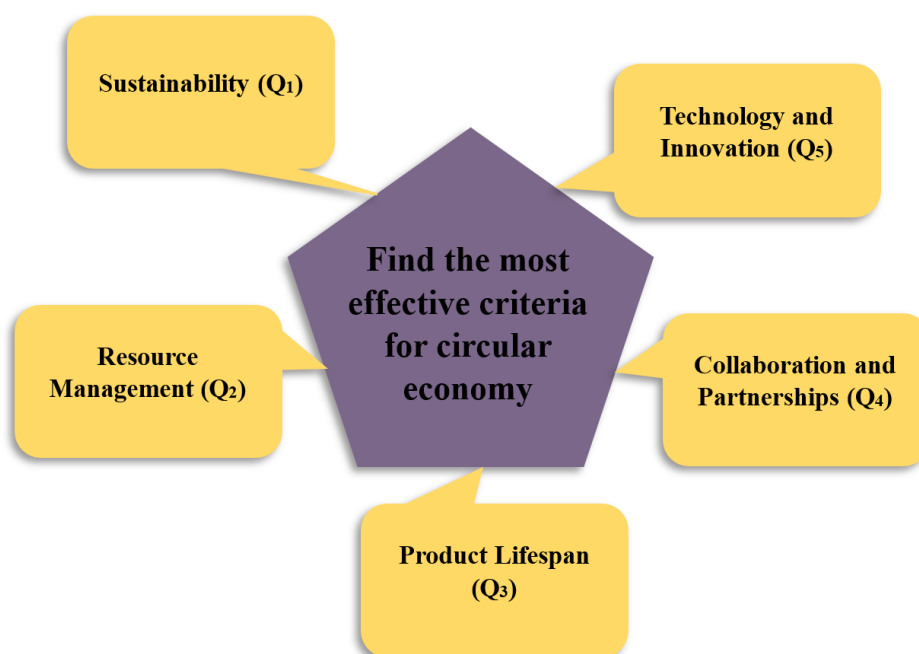 Sustainability (Q₁)
Technology and
Innovation (Q₅)
Find the most
effective criteria
for circular
economy
Resource
Management (Q₂)
Collaboration and
Partnerships (Q₄)
Product Lifespan
(Q₃)